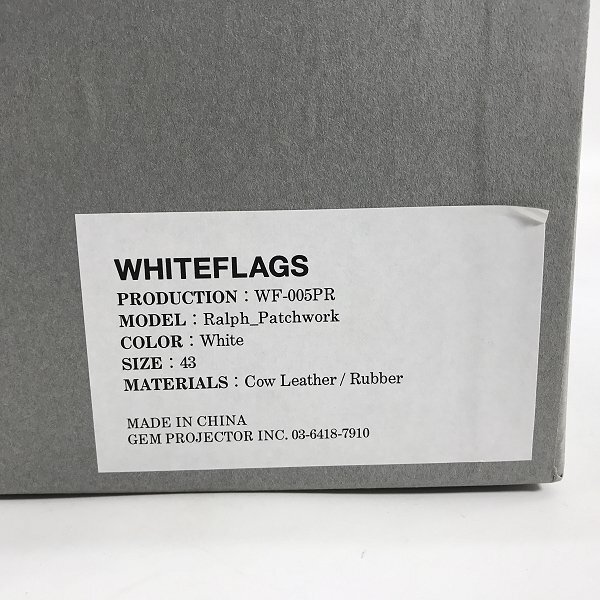 WHITEFLAGS
PRODUCTION : WF-005PR
MODEL : Ralph_Patchwork
COLOR : White
SIZE : 43
MATERIALS : Cow Leather / Rubber
MADE IN CHINA
GEM PROJECTOR INC. 03-6418-7910